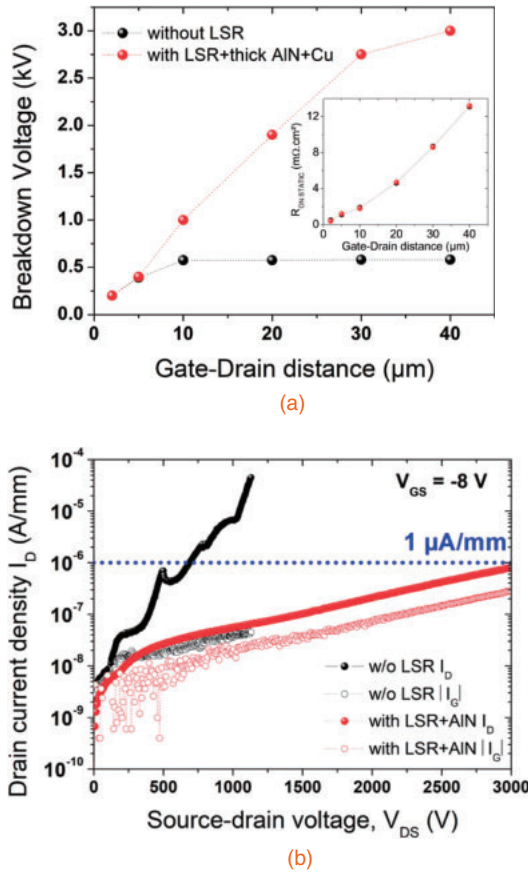 without LSR
with LSR+thick AlN+Cu
Breakdown Voltage (kV)
3.0
2.5
2.0
1.5
1.0
0.5
0.0
R_ON STATIC (mΩ.cm²)
12
8
4
0
0 10 20 30 40
Gate-Drain distance (µm)
0 10 20 30 40
Gate-Drain distance (µm)
(a)
Drain current density I_D (A/mm)
10⁻⁴
10⁻⁵
10⁻⁶
10⁻⁷
10⁻⁸
10⁻⁹
10⁻¹⁰
V_GS = -8 V
1 µA/mm
w/o LSR I_D
w/o LSR |I_G|
with LSR+AlN I_D
with LSR+AlN |I_G|
0 500 1000 1500 2000 2500 3000
Source-drain voltage, V_DS (V)
(b)